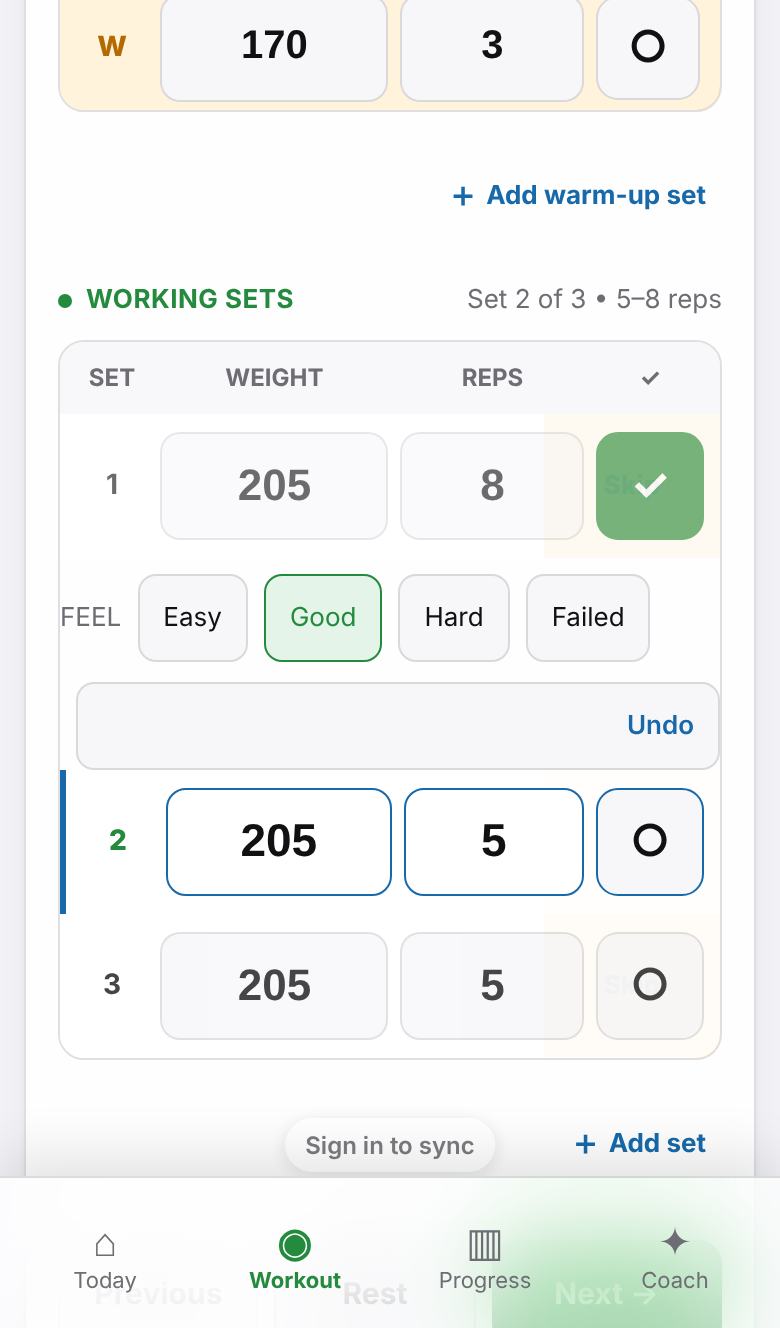 W 170 3
+ Add warm-up set
WORKING SETS Set 2 of 3 • 5–8 reps
SET WEIGHT REPS ✓
1 205 8 Skip ✓
FEEL Easy Good Hard Failed
Undo
2 205 5
3 205 5
+ Add set
Sign in to sync
Today Workout Progress Coach
Previous Rest Next →